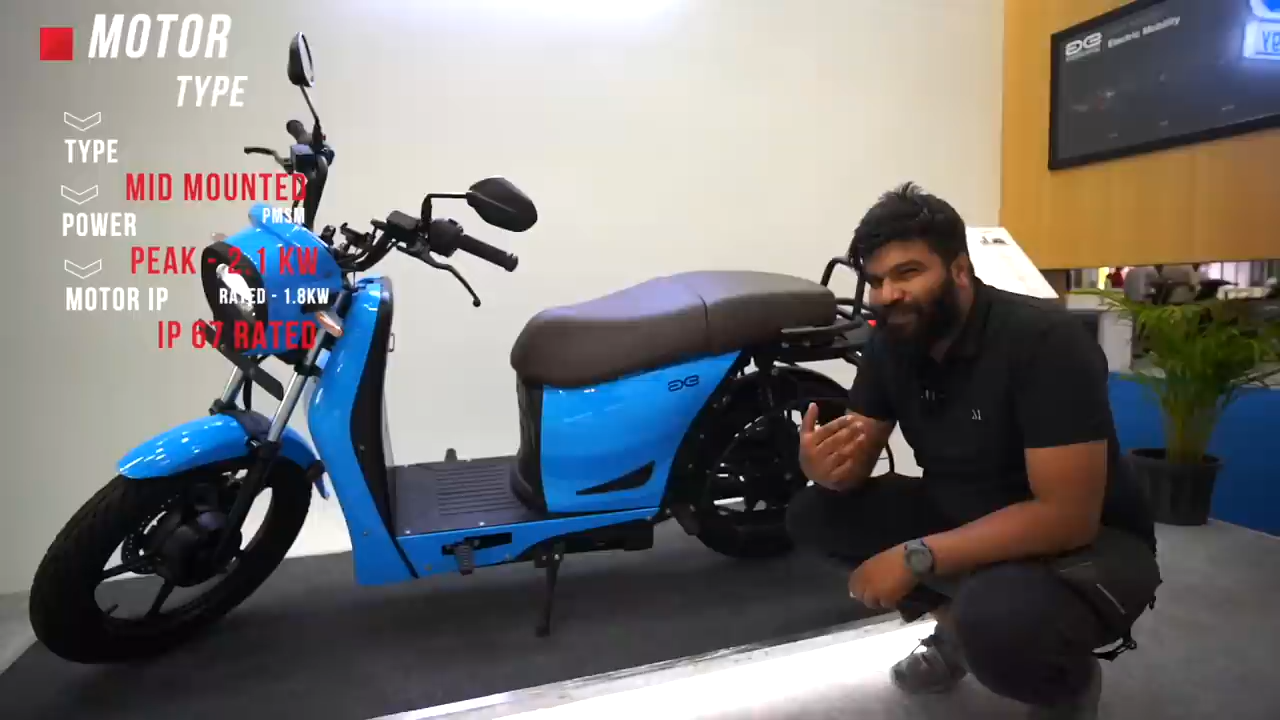 MOTOR
TYPE
TYPE
MID MOUNTED
PMSM
POWER
PEAK - 2.1 KW
RATED - 1.8KW
MOTOR IP
IP 67 RATED
Electric Mobility